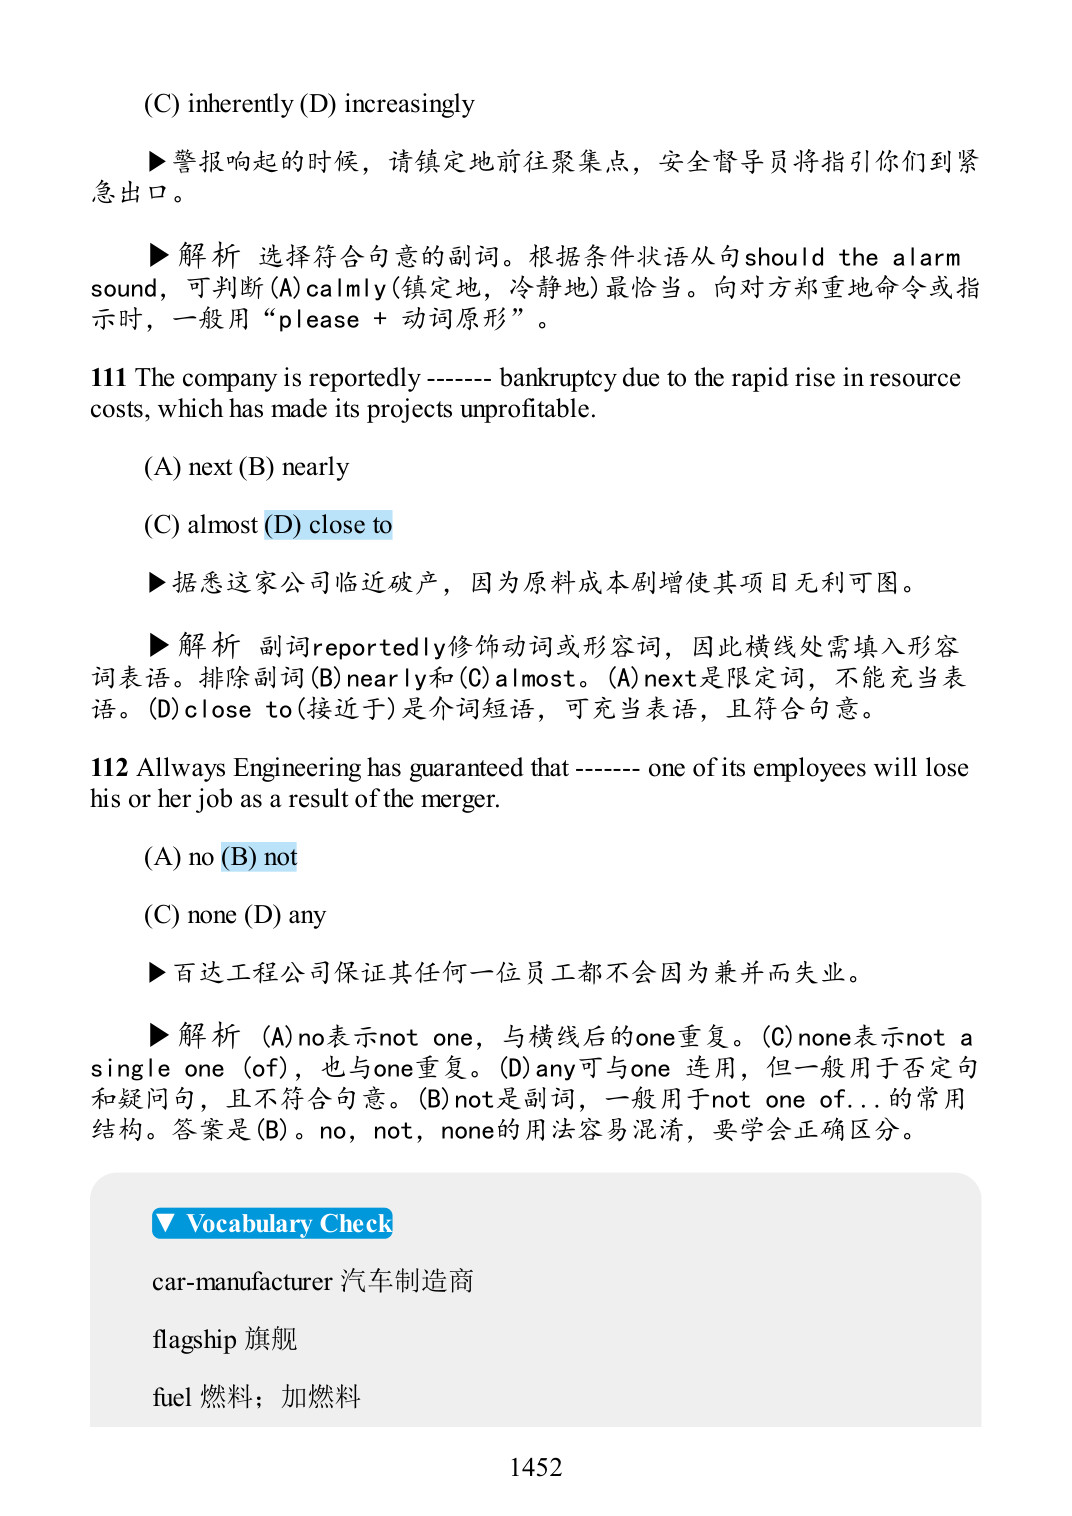 (C) inherently (D) increasingly
▶警报响起的时候，请镇定地前往聚集点，安全督导员将指引你们到紧
急出口。
▶解析 选择符合句意的副词。根据条件状语从句should the alarm
sound，可判断(A)calmly(镇定地，冷静地)最恰当。向对方郑重地命令或指
示时，一般用“please + 动词原形”。
111 The company is reportedly ------- bankruptcy due to the rapid rise in resource
costs, which has made its projects unprofitable.
(A) next (B) nearly
(C) almost (D) close to
▶据悉这家公司临近破产，因为原料成本剧增使其项目无利可图。
▶解析 副词reportedly修饰动词或形容词，因此横线处需填入形容
词表语。排除副词(B)nearly和(C)almost。(A)next是限定词，不能充当表
语。(D)close to(接近于)是介词短语，可充当表语，且符合句意。
112 Allways Engineering has guaranteed that ------- one of its employees will lose
his or her job as a result of the merger.
(A) no (B) not
(C) none (D) any
▶百达工程公司保证其任何一位员工都不会因为兼并而失业。
▶解析 (A)no表示not one，与横线后的one重复。(C)none表示not a
single one (of)，也与one重复。(D)any可与one 连用，但一般用于否定句
和疑问句，且不符合句意。(B)not是副词，一般用于not one of...的常用
结构。答案是(B)。no，not，none的用法容易混淆，要学会正确区分。
▼ Vocabulary Check
car-manufacturer 汽车制造商
flagship 旗舰
fuel 燃料；加燃料
1452